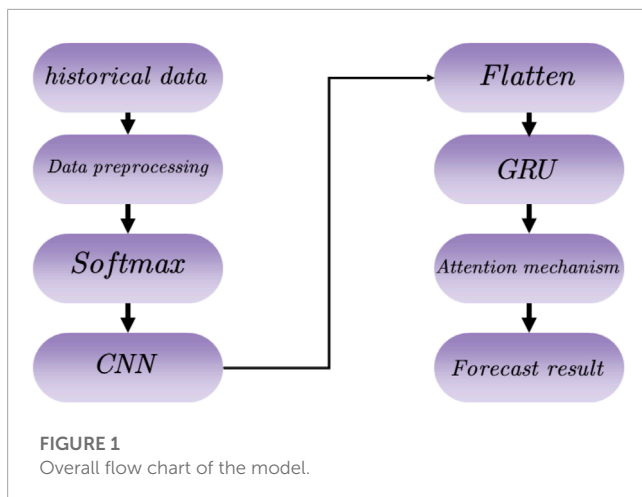 historical data
Data preprocessing
Softmax
CNN
Flatten
GRU
Attention mechanism
Forecast result
FIGURE 1
Overall flow chart of the model.